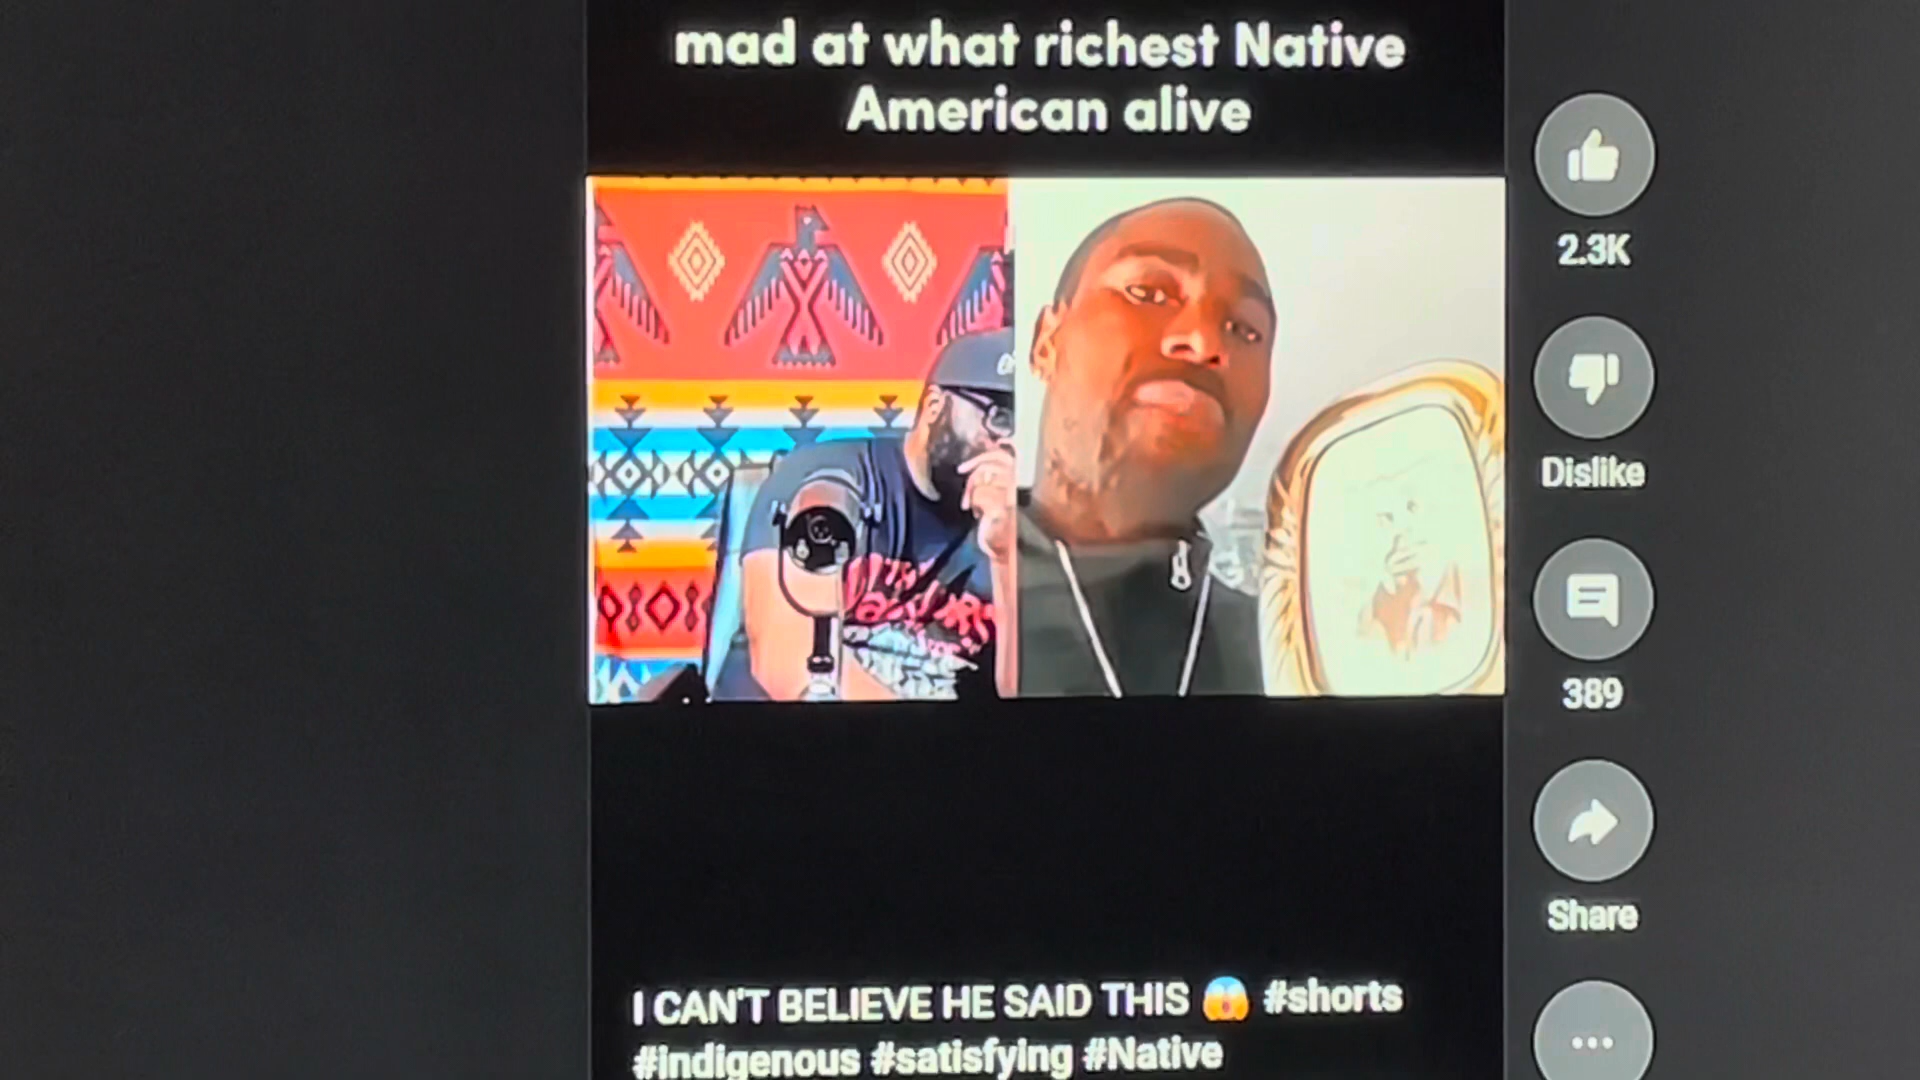 mad at what richest Native
American alive
2.3K
Dislike
389
Share
I CAN'T BELIEVE HE SAID THIS 😱 #shorts
#indigenous #satisfying #Native